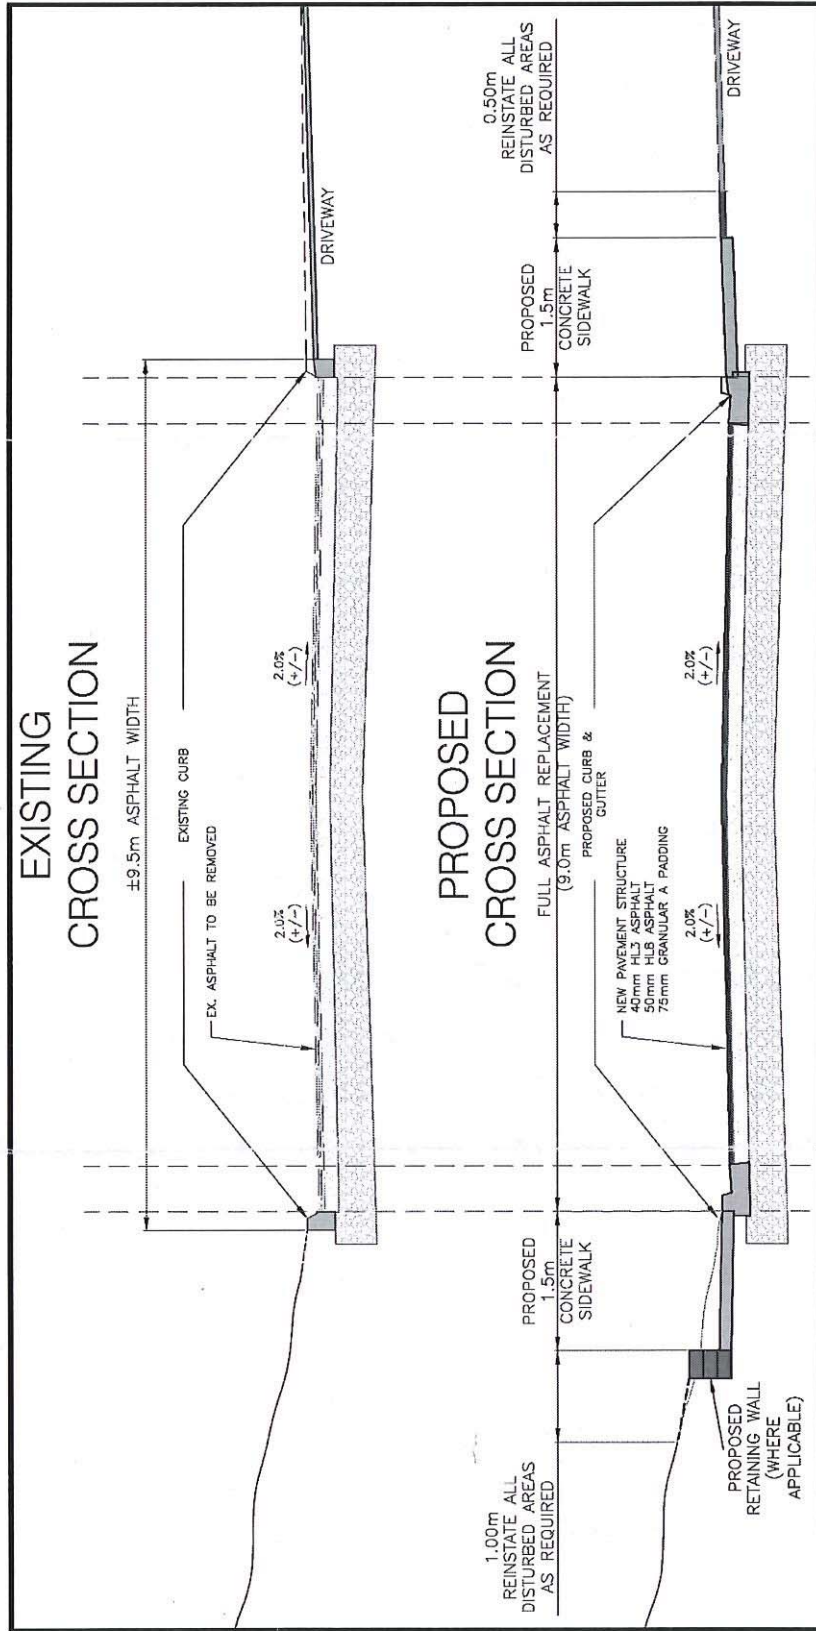 EXISTING
CROSS SECTION
±9.5m ASPHALT WIDTH
EXISTING CURB
EX. ASPHALT TO BE REMOVED
2.0%
(+/-)
2.0%
(+/-)
DRIVEWAY
PROPOSED
CROSS SECTION
1.00m
REINSTATE ALL
DISTURBED AREAS
AS REQUIRED
PROPOSED
1.5m
CONCRETE
SIDEWALK
FULL ASPHALT REPLACEMENT
(9.0m ASPHALT WIDTH)
PROPOSED CURB &
GUTTER
PROPOSED
1.5m
CONCRETE
SIDEWALK
0.50m
REINSTATE ALL
DISTURBED AREAS
AS REQUIRED
NEW PAVEMENT STRUCTURE
40mm HL3 ASPHALT
50mm HL8 ASPHALT
75mm GRANULAR A PADDING
2.0%
(+/-)
2.0%
(+/-)
DRIVEWAY
PROPOSED
RETAINING WALL
(WHERE
APPLICABLE)